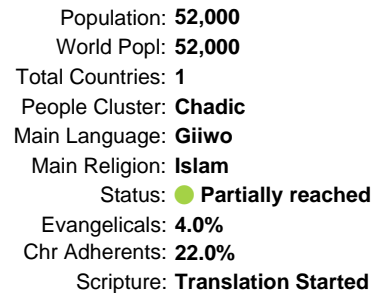 Population: 52,000
World Popl: 52,000
Total Countries: 1
People Cluster: Chadic
Main Language: Giiwo
Main Religion: Islam
Status: Partially reached
Evangelicals: 4.0%
Chr Adherents: 22.0%
Scripture: Translation Started